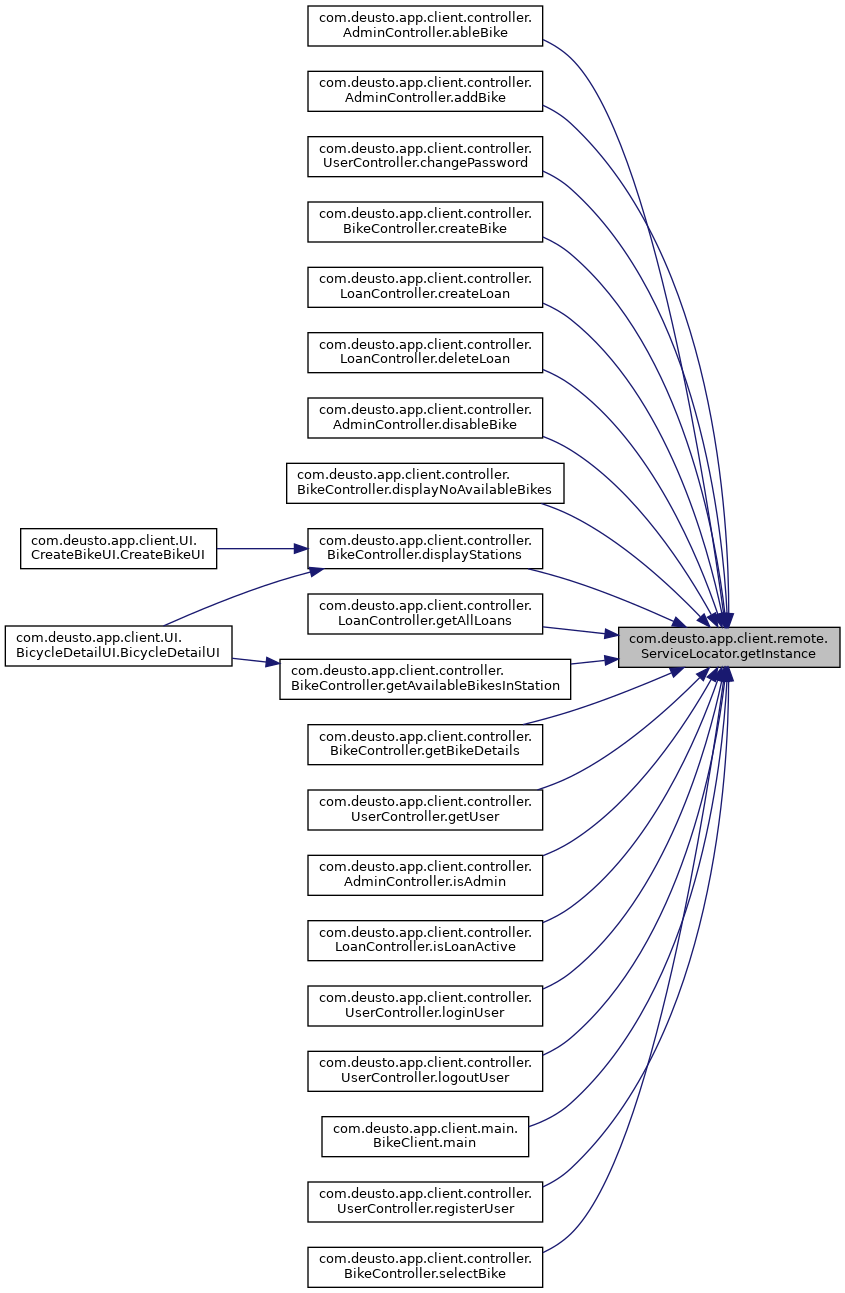 com.deusto.app.client.controller.
AdminController.ableBike
com.deusto.app.client.controller.
AdminController.addBike
com.deusto.app.client.controller.
UserController.changePassword
com.deusto.app.client.controller.
BikeController.createBike
com.deusto.app.client.controller.
LoanController.createLoan
com.deusto.app.client.controller.
LoanController.deleteLoan
com.deusto.app.client.controller.
AdminController.disableBike
com.deusto.app.client.controller.
BikeController.displayNoAvailableBikes
com.deusto.app.client.UI.
CreateBikeUI.CreateBikeUI
com.deusto.app.client.controller.
BikeController.displayStations
com.deusto.app.client.controller.
LoanController.getAllLoans
com.deusto.app.client.remote.
ServiceLocator.getInstance
com.deusto.app.client.UI.
BicycleDetailUI.BicycleDetailUI
com.deusto.app.client.controller.
BikeController.getAvailableBikesInStation
com.deusto.app.client.controller.
BikeController.getBikeDetails
com.deusto.app.client.controller.
UserController.getUser
com.deusto.app.client.controller.
AdminController.isAdmin
com.deusto.app.client.controller.
LoanController.isLoanActive
com.deusto.app.client.controller.
UserController.loginUser
com.deusto.app.client.controller.
UserController.logoutUser
com.deusto.app.client.main.
BikeClient.main
com.deusto.app.client.controller.
UserController.registerUser
com.deusto.app.client.controller.
BikeController.selectBike